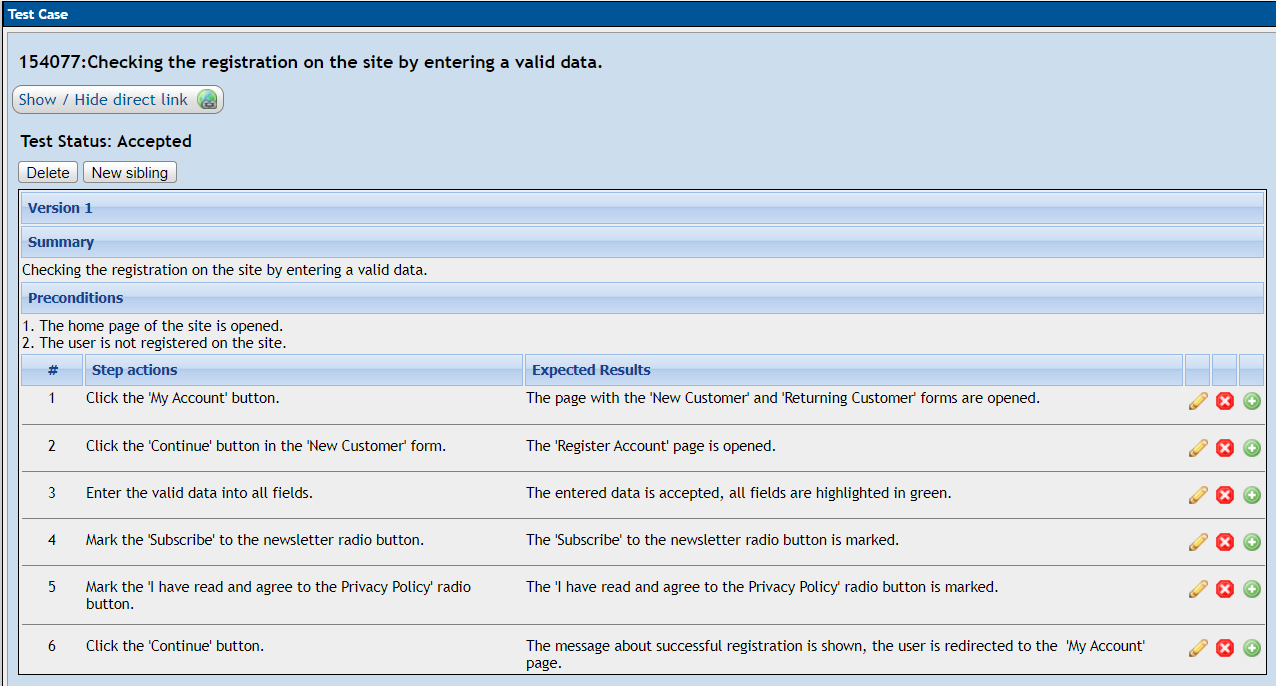 Test Case
154077:Checking the registration on the site by entering a valid data.
Show / Hide direct link
Test Status: Accepted
Delete New sibling
Version 1
Summary
Checking the registration on the site by entering a valid data.
Preconditions
1. The home page of the site is opened.
2. The user is not registered on the site.
# Step actions Expected Results
1 Click the 'My Account' button. The page with the 'New Customer' and 'Returning Customer' forms are opened.
2 Click the 'Continue' button in the 'New Customer' form. The 'Register Account' page is opened.
3 Enter the valid data into all fields. The entered data is accepted, all fields are highlighted in green.
4 Mark the 'Subscribe' to the newsletter radio button. The 'Subscribe' to the newsletter radio button is marked.
5 Mark the 'I have read and agree to the Privacy Policy' radio The 'I have read and agree to the Privacy Policy' radio button is marked.
button.
6 Click the 'Continue' button. The message about successful registration is shown, the user is redirected to the 'My Account'
page.